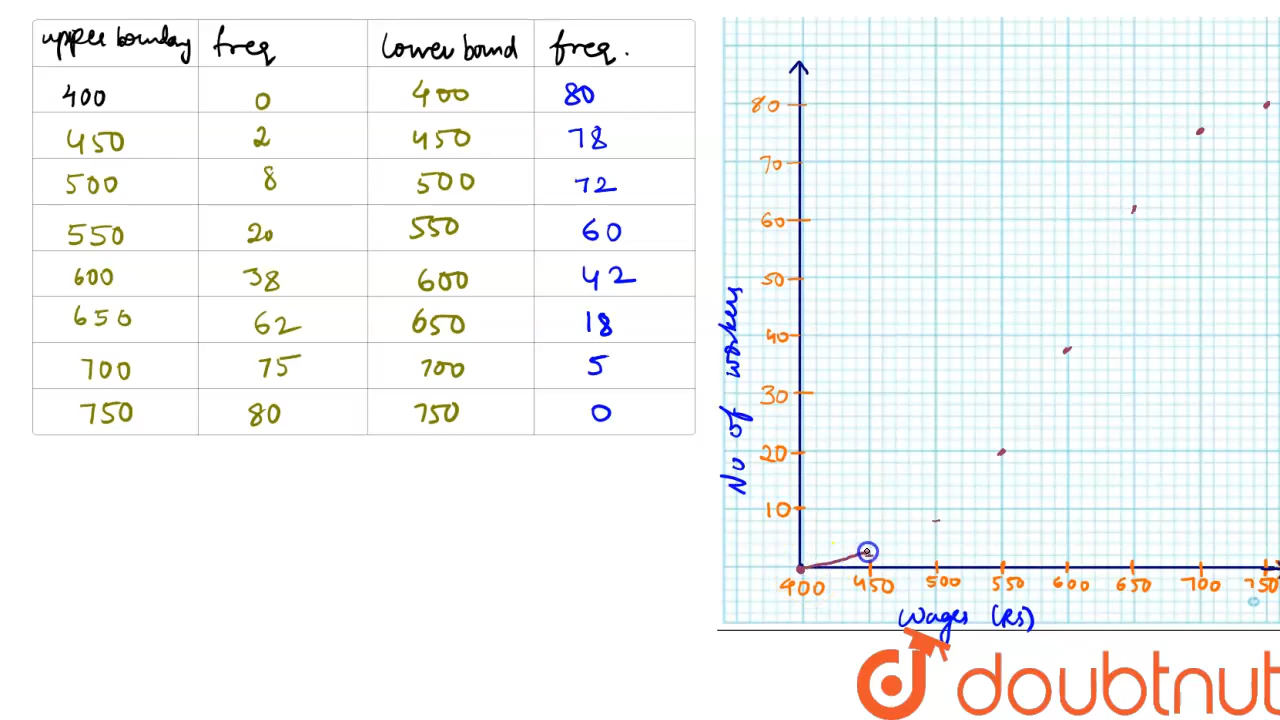 upper boundary freq lower bound freq.
400 0 400 80
450 2 450 78
500 8 500 72
550 20 550 60
600 38 600 42
650 62 650 18
700 75 700 5
750 80 750 0
80
70
60
50
40
30
20
10
No of workers
400 450 500 550 600 650 700 750
Wages (Rs)
doubtnut